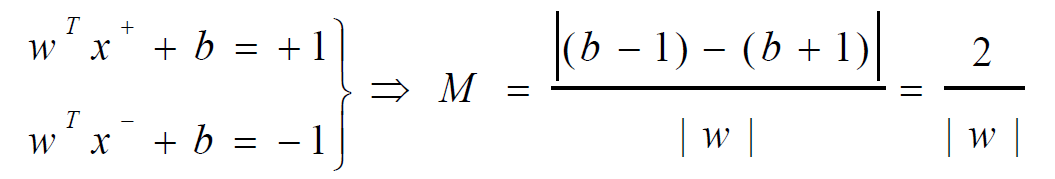 w^T x^+ + b = +1
w^T x^- + b = -1
} ⇒ M = |(b − 1) − (b + 1)| / | w | = 2 / | w |